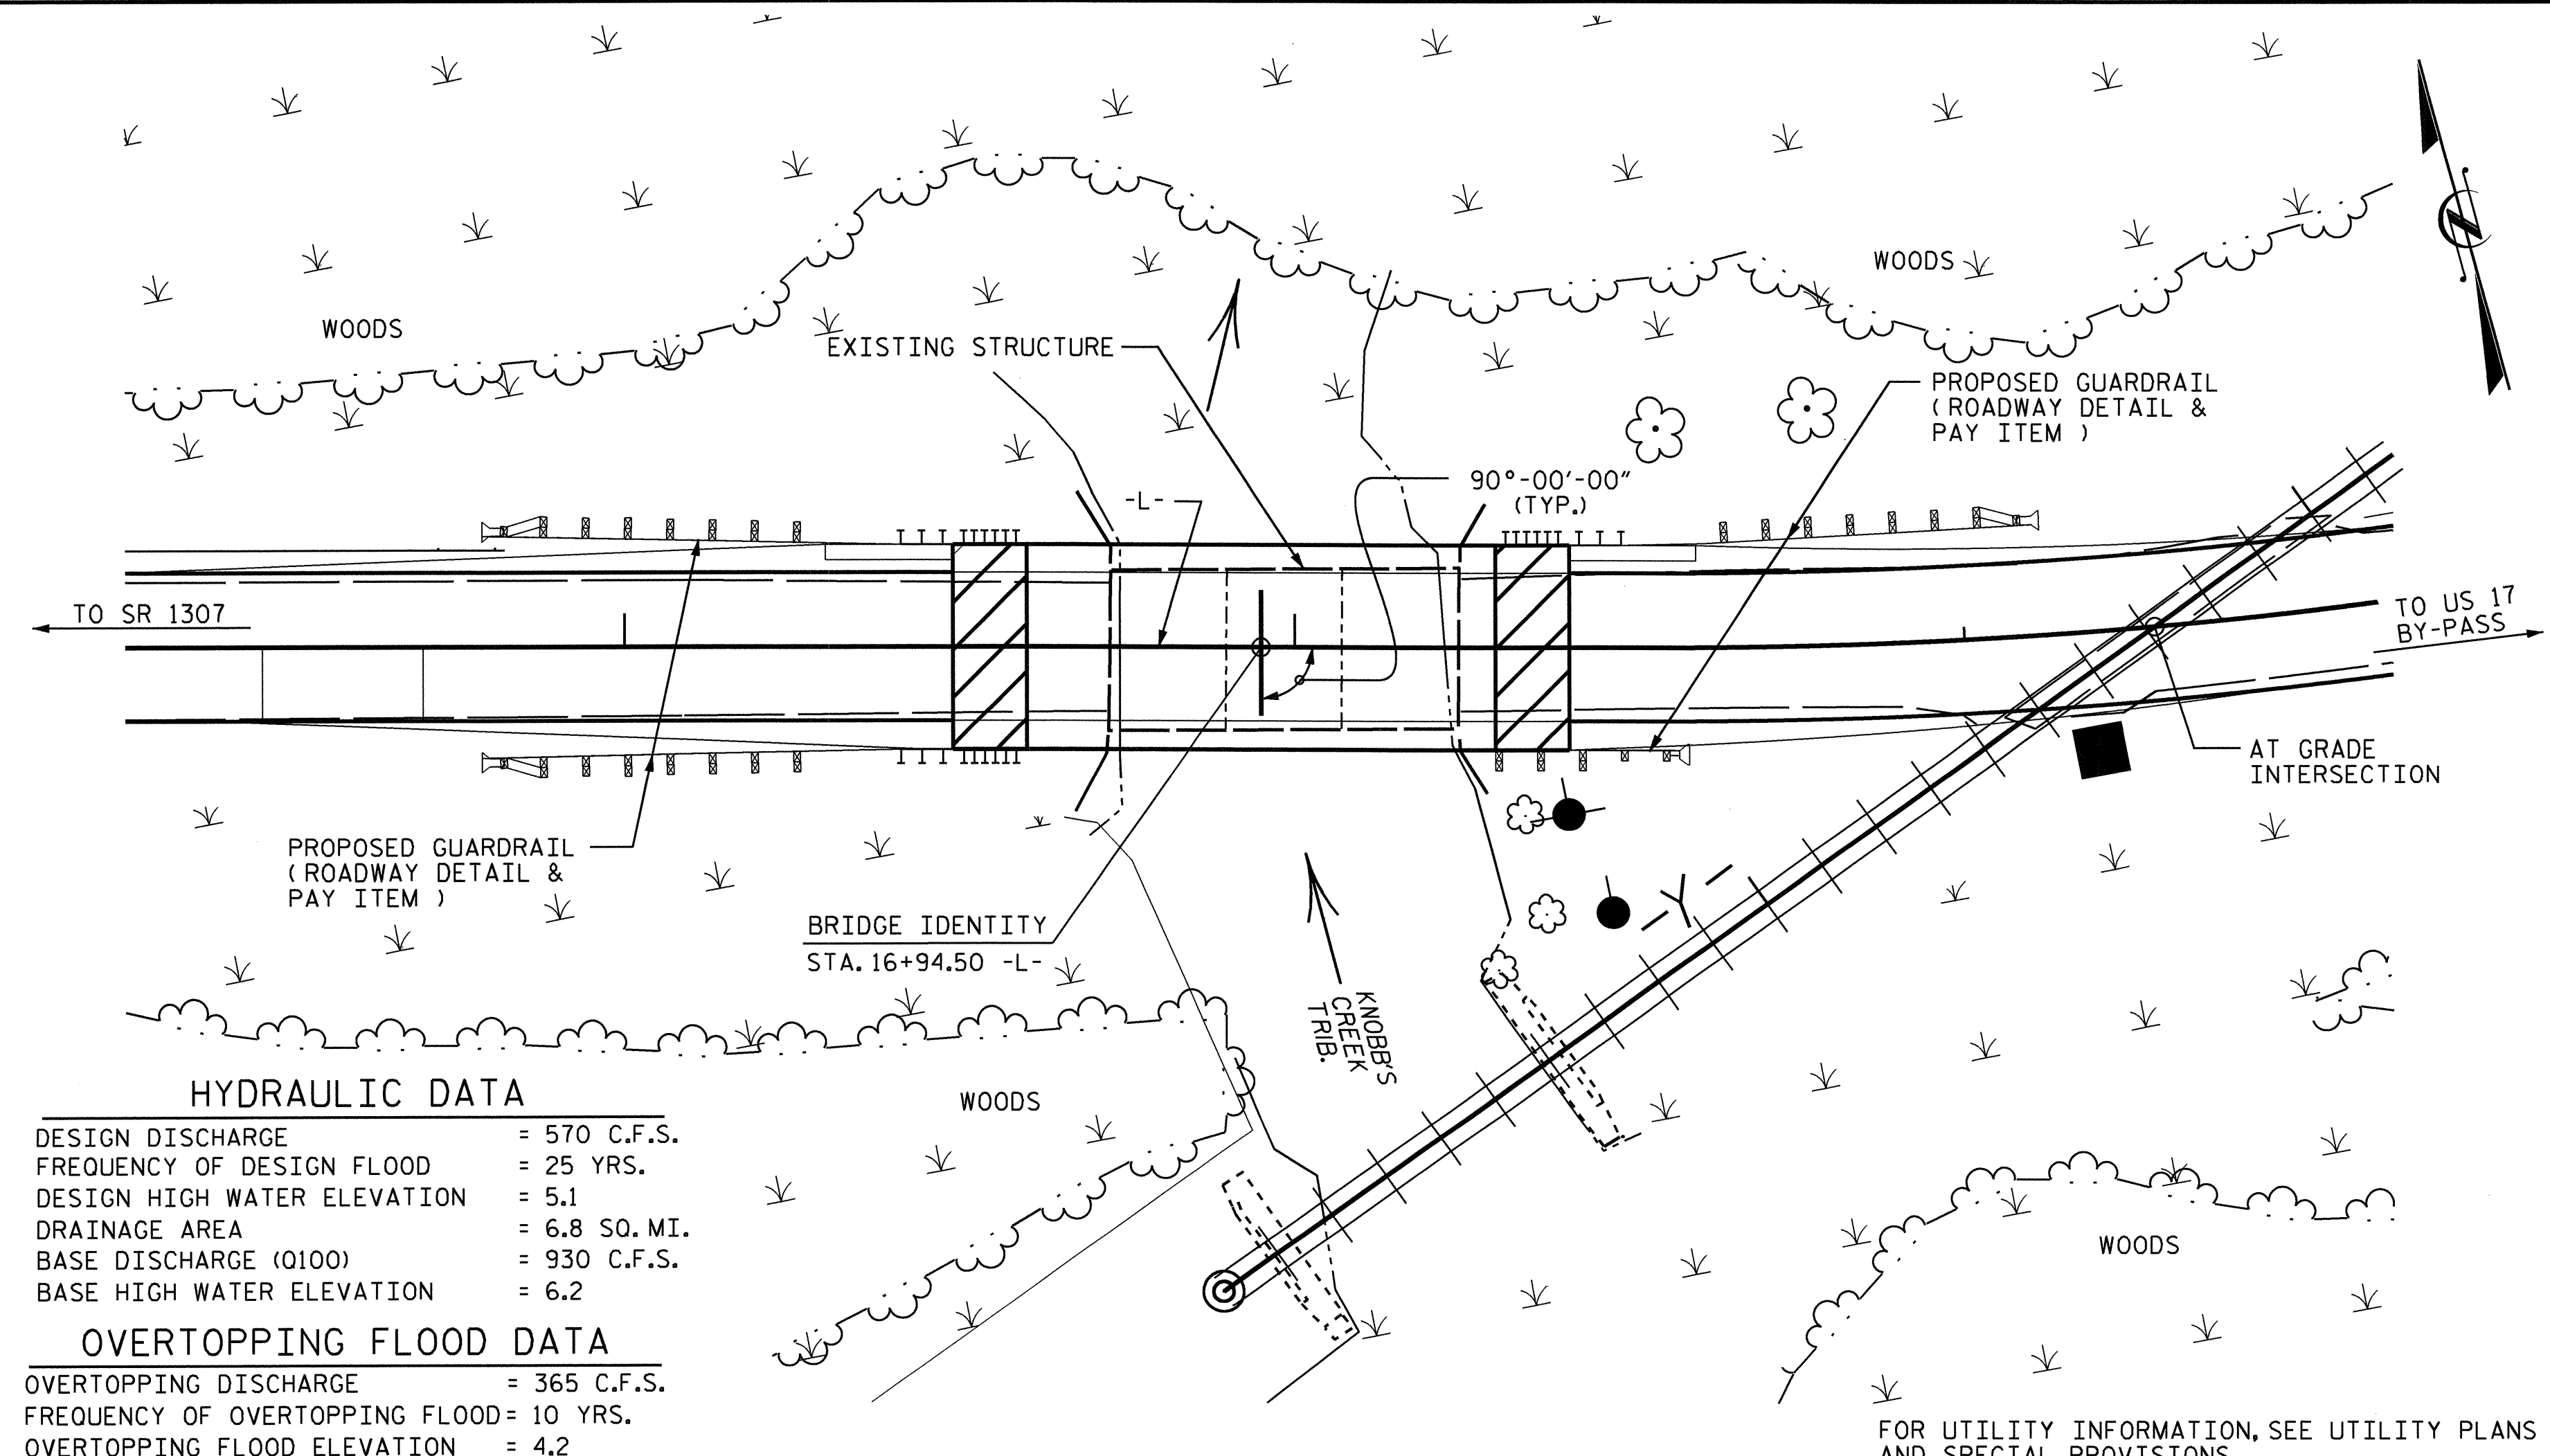 WOODS
WOODS
EXISTING STRUCTURE
PROPOSED GUARDRAIL
(ROADWAY DETAIL &
PAY ITEM )
90°-00'-00"
(TYP.)
-L-
TO SR 1307
TO US 17
BY-PASS
AT GRADE
INTERSECTION
PROPOSED GUARDRAIL
(ROADWAY DETAIL &
PAY ITEM )
BRIDGE IDENTITY
STA. 16+94.50 -L-
-Y-
KNOBB'S
CREEK
TRIB.
WOODS
WOODS
HYDRAULIC DATA
DESIGN DISCHARGE = 570 C.F.S.
FREQUENCY OF DESIGN FLOOD = 25 YRS.
DESIGN HIGH WATER ELEVATION = 5.1
DRAINAGE AREA = 6.8 SQ. MI.
BASE DISCHARGE (Q100) = 930 C.F.S.
BASE HIGH WATER ELEVATION = 6.2
OVERTOPPING FLOOD DATA
OVERTOPPING DISCHARGE = 365 C.F.S.
FREQUENCY OF OVERTOPPING FLOOD = 10 YRS.
OVERTOPPING FLOOD ELEVATION = 4.2
FOR UTILITY INFORMATION, SEE UTILITY PLANS
AND SPECIAL PROVISIONS